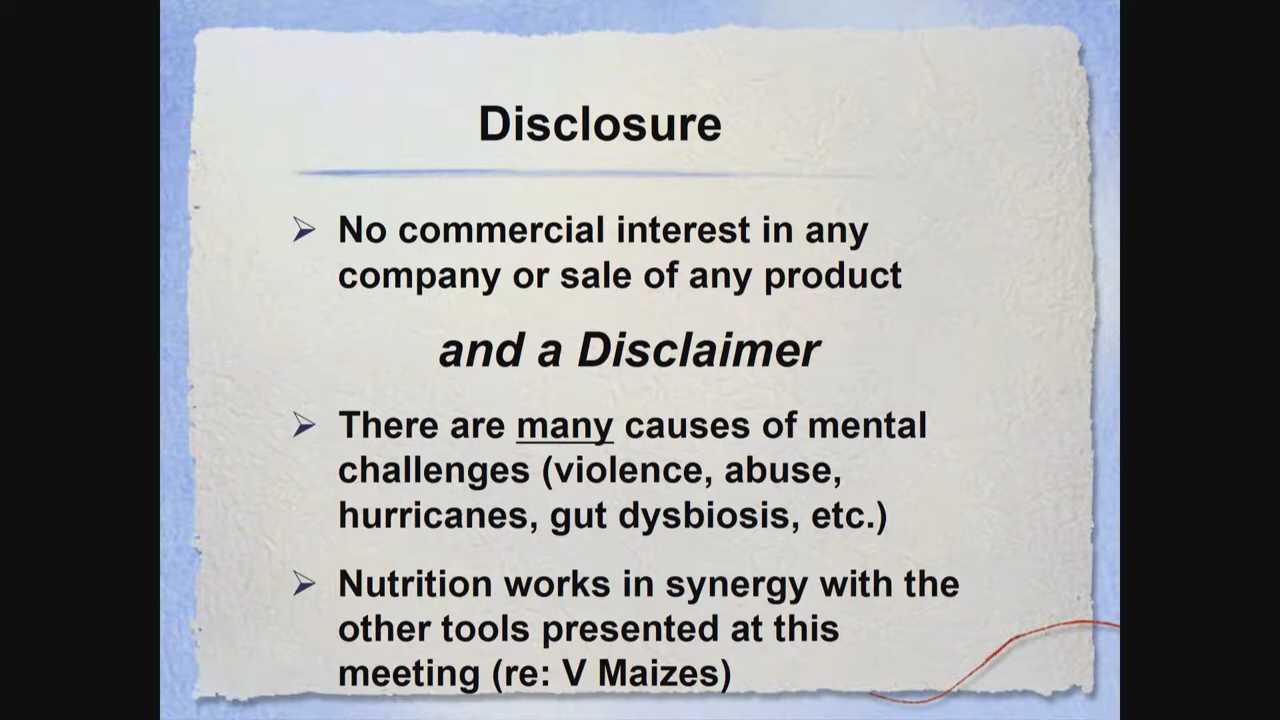 Disclosure
No commercial interest in any
company or sale of any product
and a Disclaimer
There are many causes of mental
challenges (violence, abuse,
hurricanes, gut dysbiosis, etc.)
Nutrition works in synergy with the
other tools presented at this
meeting (re: V Maizes)